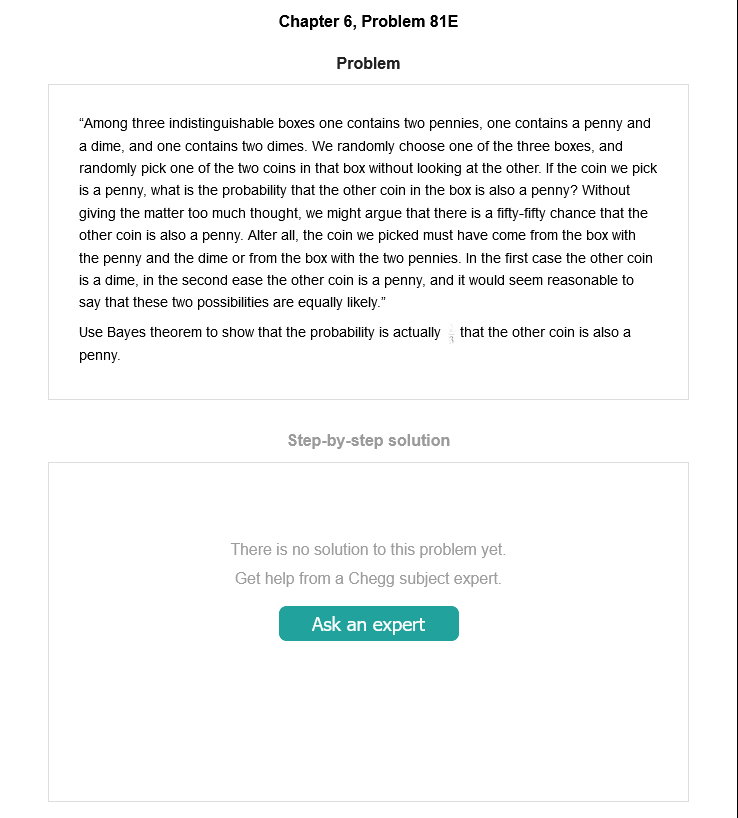 Chapter 6, Problem 81E
Problem
“Among three indistinguishable boxes one contains two pennies, one contains a penny and
a dime, and one contains two dimes. We randomly choose one of the three boxes, and
randomly pick one of the two coins in that box without looking at the other. If the coin we pick
is a penny, what is the probability that the other coin in the box is also a penny? Without
giving the matter too much thought, we might argue that there is a fifty-fifty chance that the
other coin is also a penny. Alter all, the coin we picked must have come from the box with
the penny and the dime or from the box with the two pennies. In the first case the other coin
is a dime, in the second ease the other coin is a penny, and it would seem reasonable to
say that these two possibilities are equally likely.”
Use Bayes theorem to show that the probability is actually that the other coin is also a
penny.
Step-by-step solution
There is no solution to this problem yet.
Get help from a Chegg subject expert.
Ask an expert